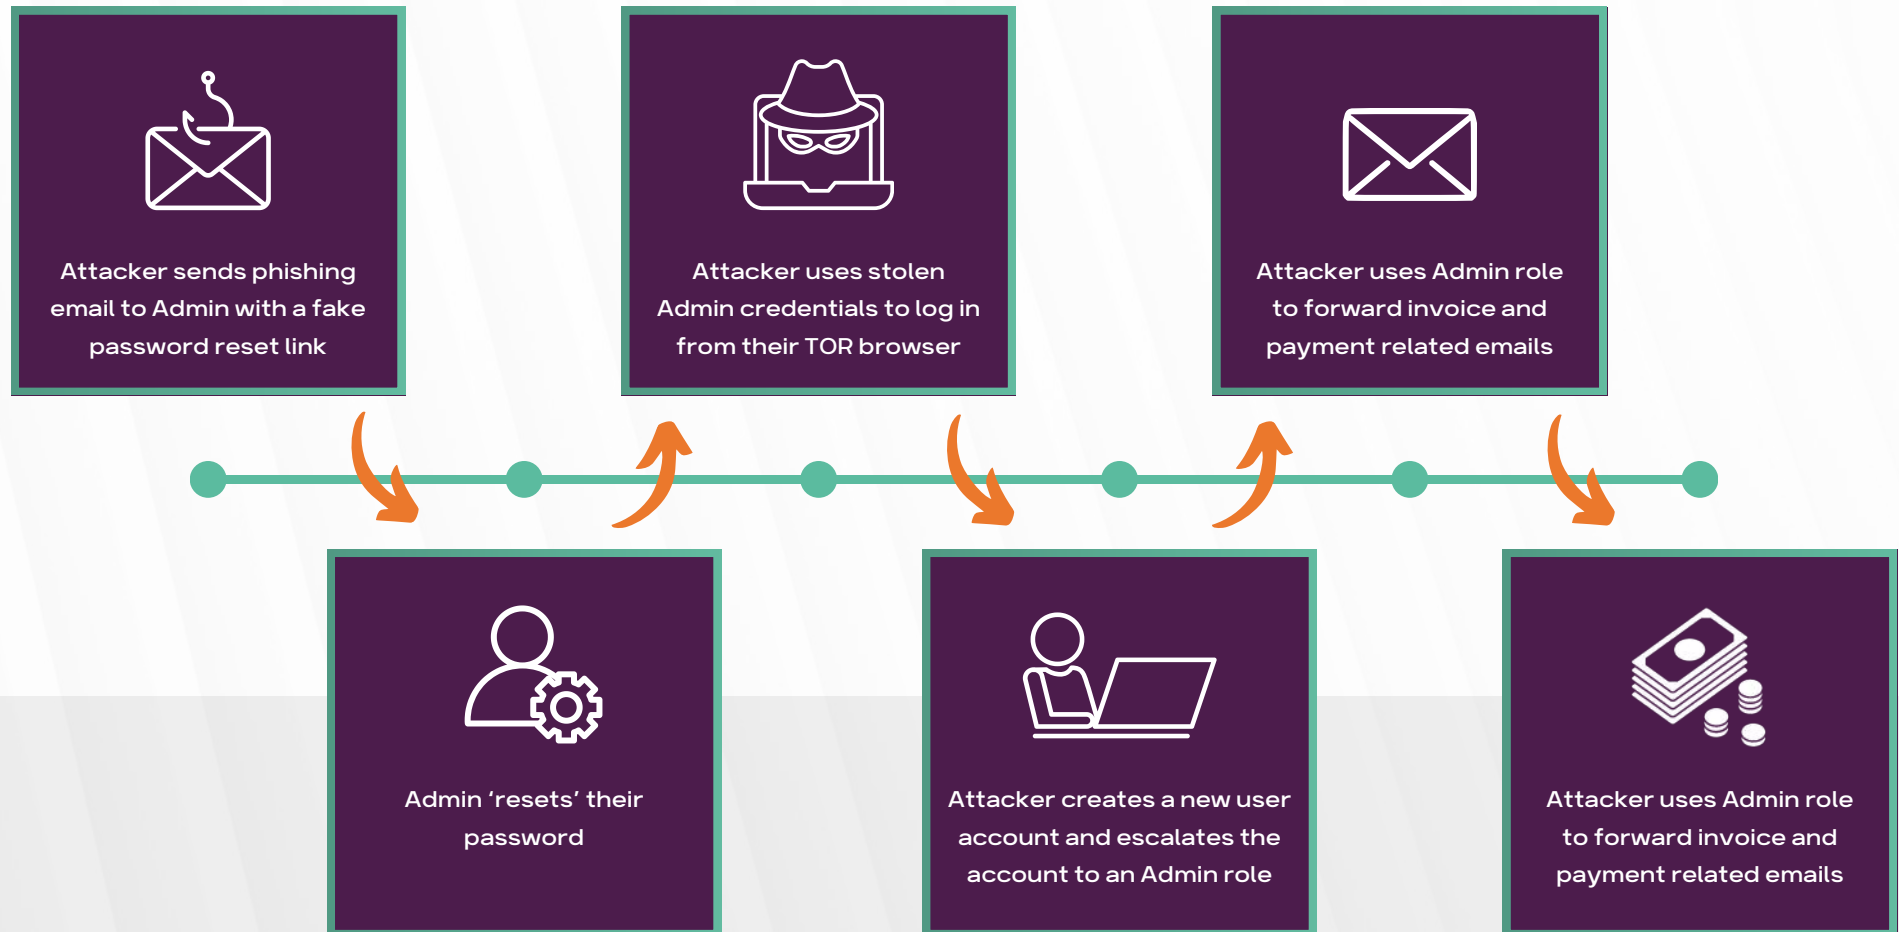 Attacker sends phishing
email to Admin with a fake
password reset link
Admin ‘resets’ their
password
Attacker uses stolen
Admin credentials to log in
from their TOR browser
Attacker creates a new user
account and escalates the
account to an Admin role
Attacker uses Admin role
to forward invoice and
payment related emails
Attacker uses Admin role
to forward invoice and
payment related emails